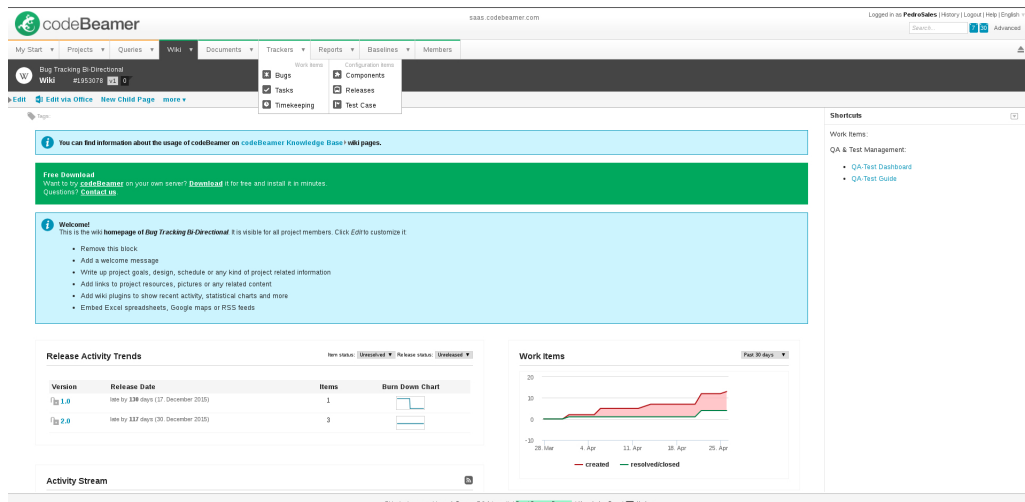 codeBeamer
saas.codebeamer.com
Logged in as PedroSales | History | Logout | Help | English
Search...
7 30 Advanced
My Start Projects Queries Wiki Documents Trackers Reports Baselines Members
Work Items Configuration Items
Bugs Components
Tasks Releases
Timekeeping Test Case
W
Bug Tracking Bi-Directional
Wiki #1953078 v1 0
Edit Edit via Office New Child Page more
Tags:
Shortcuts
Work Items:
QA & Test Management:
• QA-Test Dashboard
• QA-Test Guide
You can find information about the usage of codeBeamer on codeBeamer Knowledge Base wiki pages.
Free Download
Want to try codeBeamer on your own server? Download it for free and install it in minutes.
Questions? Contact us.
Welcome!
This is the wiki homepage of Bug Tracking Bi-Directional. It is visible for all project members. Click Edit to customize it:
• Remove this block
• Add a welcome message
• Write up project goals, design, schedule or any kind of project related information
• Add links to project resources, pictures or any related content
• Add wiki plugins to show recent activity, statistical charts and more
• Embed Excel spreadsheets, Google maps or RSS feeds
Release Activity Trends
Item status: Unresolved Release status: Unreleased
Version Release Date Items Burn Down Chart
1.0 late by 130 days (17. December 2015) 1
2.0 late by 117 days (30. December 2015) 3
Work Items
Past 30 days
20
10
0
-10
28. Mar 4. Apr 11. Apr 18. Apr 25. Apr
created resolved/closed
Activity Stream